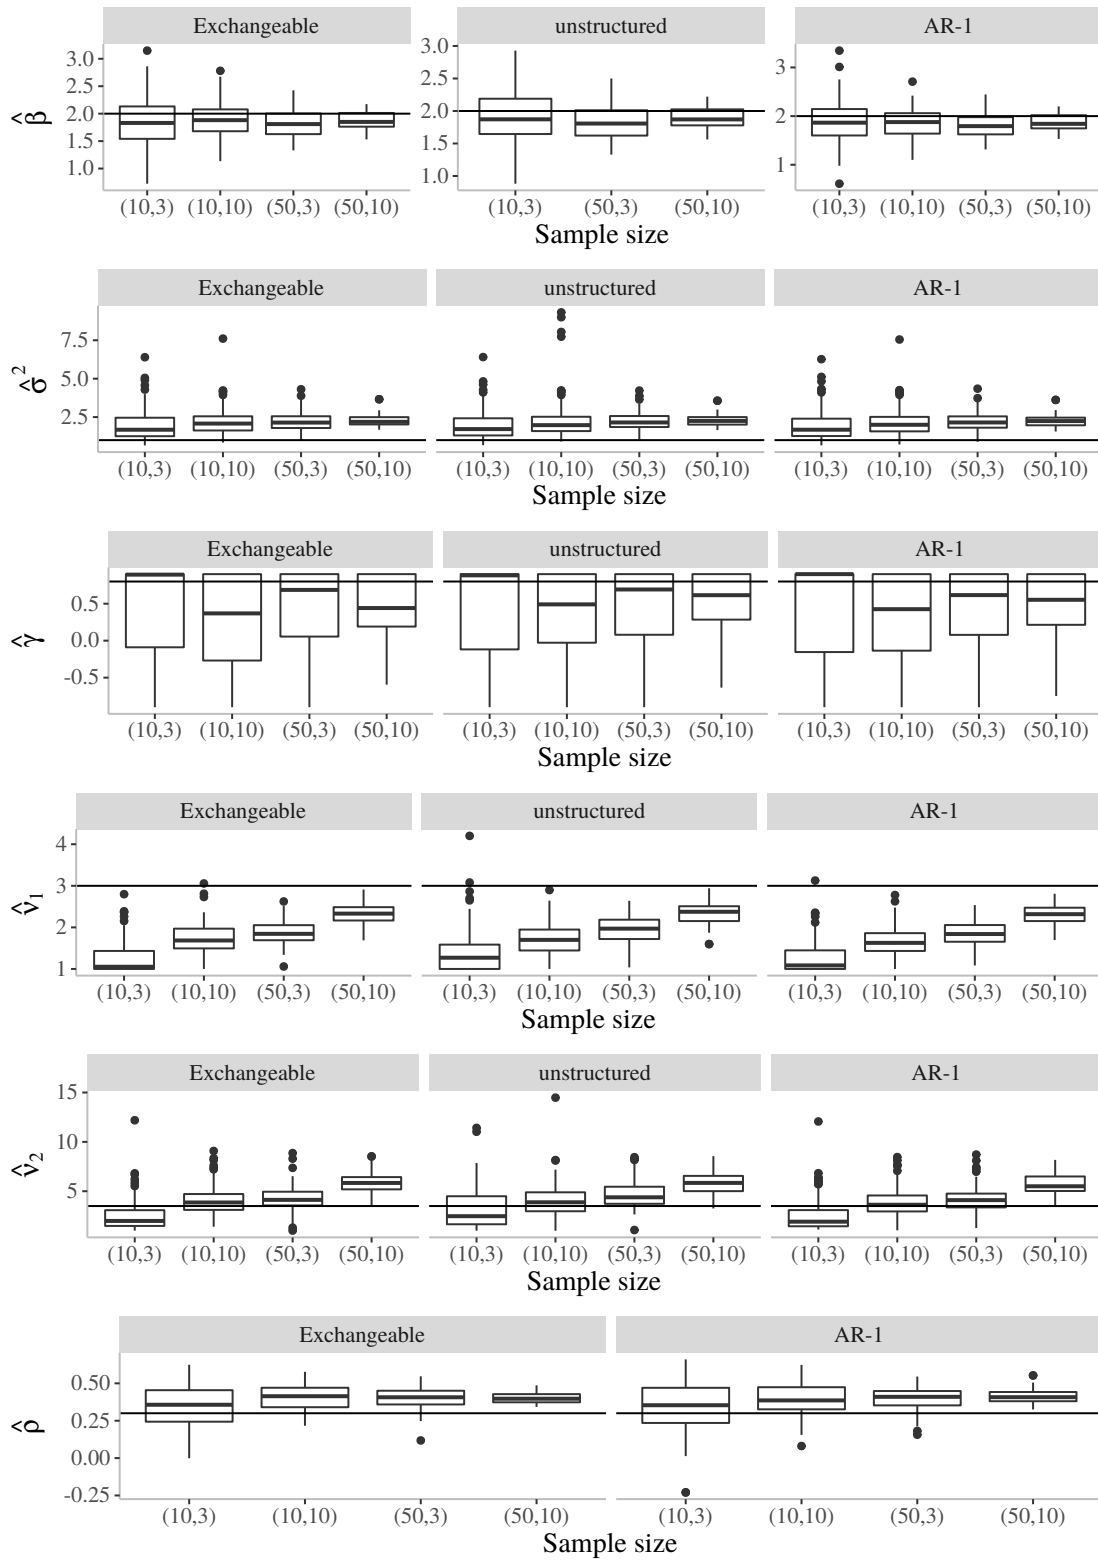 Exchangeable unstructured AR-1
β̂
3.0
2.5
2.0
1.5
1.0
3.0
2.5
2.0
1.5
1.0
3
2
1
(10,3) (10,10) (50,3) (50,10) (10,3) (50,3) (50,10) (10,3) (10,10) (50,3) (50,10)
Sample size
Exchangeable unstructured AR-1
σ̂²
7.5
5.0
2.5
(10,3) (10,10) (50,3) (50,10) (10,3) (10,10) (50,3) (50,10) (10,3) (10,10) (50,3) (50,10)
Sample size
Exchangeable unstructured AR-1
γ̂
0.5
0.0
-0.5
(10,3) (10,10) (50,3) (50,10) (10,3) (10,10) (50,3) (50,10) (10,3) (10,10) (50,3) (50,10)
Sample size
Exchangeable unstructured AR-1
ν̂₁
4
3
2
1
(10,3) (10,10) (50,3) (50,10) (10,3) (10,10) (50,3) (50,10) (10,3) (10,10) (50,3) (50,10)
Sample size
Exchangeable unstructured AR-1
ν̂₂
15
10
5
(10,3) (10,10) (50,3) (50,10) (10,3) (10,10) (50,3) (50,10) (10,3) (10,10) (50,3) (50,10)
Sample size
Exchangeable AR-1
ρ̂
0.50
0.25
0.00
-0.25
(10,3) (10,10) (50,3) (50,10) (10,3) (10,10) (50,3) (50,10)
Sample size